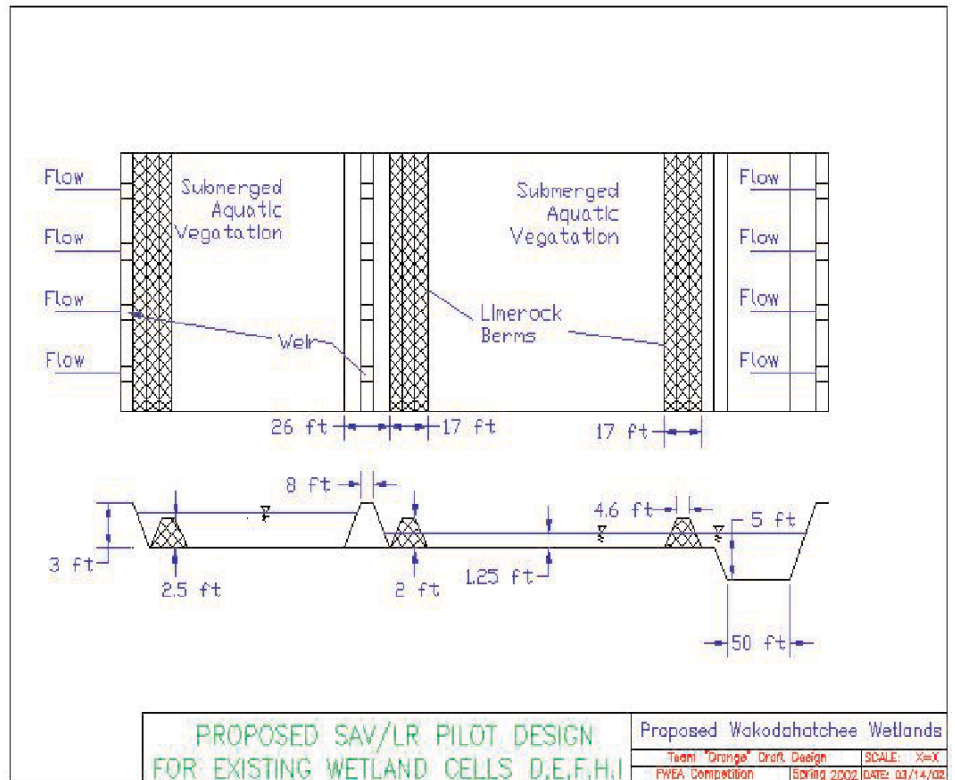 Flow
Flow
Flow
Flow
Submerged
Aquatic
Vegatation
Submerged
Aquatic
Vegatation
Flow
Flow
Flow
Flow
Weir
Limerock
Berms
26 ft
17 ft
17 ft
8 ft
4.6 ft
5 ft
3 ft
2.5 ft
2 ft
1.25 ft
50 ft
PROPOSED SAV/LR PILOT DESIGN
FOR EXISTING WETLAND CELLS D,E,F,H,I
Proposed Wakodahatchee Wetlands
Team "Orange" Draft Design SCALE: X=X
FWEA Competition Spring 2002 DATE: 03/14/02